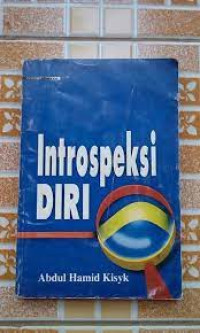 Introspeksi
DIRI
Abdul Hamid Kisyk